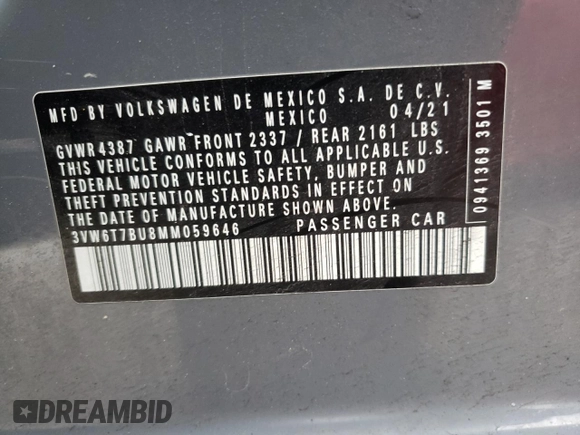 MFD BY VOLKSWAGEN DE MEXICO S.A. DE C.V.
MEXICO 04/21
GVWR 4387 GAWR FRONT 2337 / REAR 2161 LBS
THIS VEHICLE CONFORMS TO ALL APPLICABLE U.S.
FEDERAL MOTOR VEHICLE SAFETY, BUMPER AND
THEFT PREVENTION STANDARDS IN EFFECT ON
THE DATE OF MANUFACTURE SHOWN ABOVE.
3VW6T7BU8MM059646 PASSENGER CAR
0941369 3501 M
DREAMBID